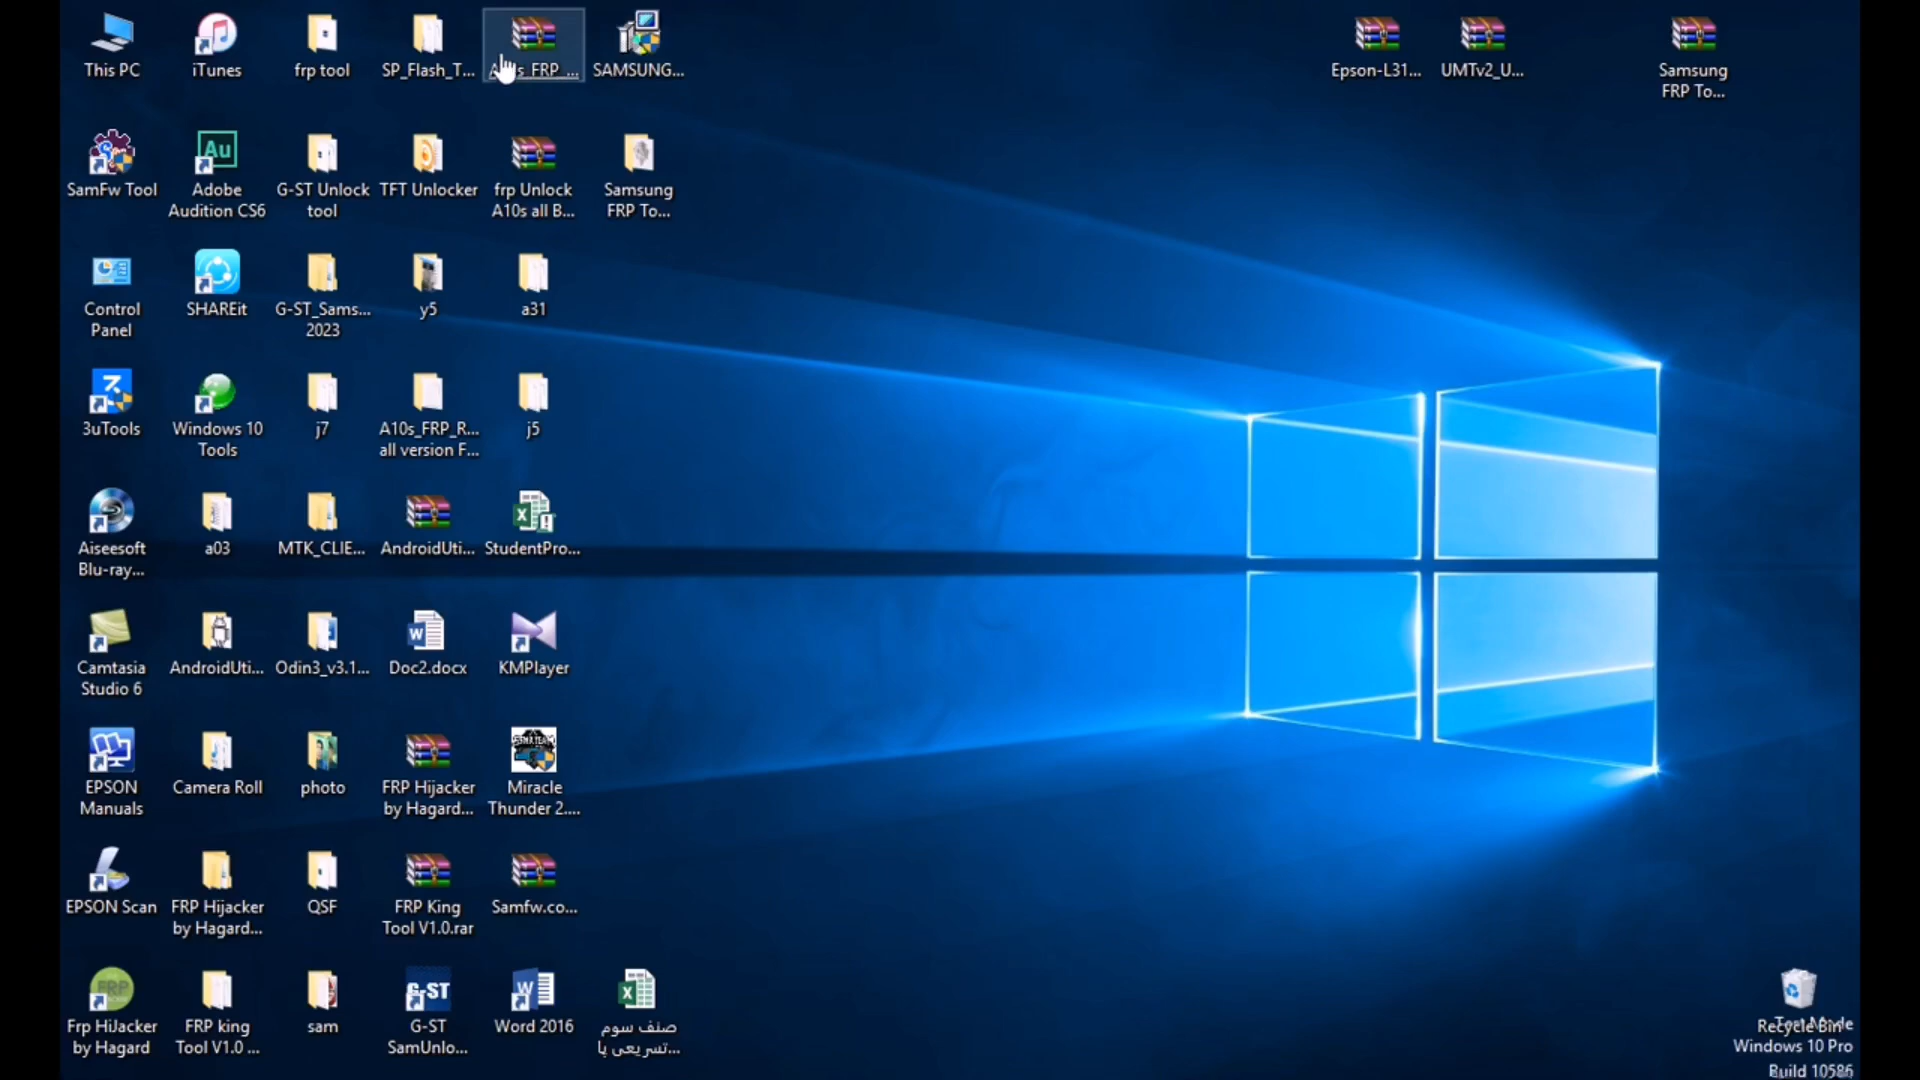 This PC
iTunes
frp tool
SP_Flash_T...
SAMSUNG...
Epson-L31...
UMTv2_U...
Samsung
FRP To...
SamFw Tool
Au
Adobe
Audition CS6
G-ST Unlock
tool
TFT Unlocker
frp Unlock
A10s all B...
Samsung
FRP To...
Control
Panel
SHAREit
G-ST_Sams...
2023
y5
a31
3uTools
Windows 10
Tools
j7
A10s_FRP_R...
all version F...
j5
Aiseesoft
Blu-ray...
a03
MTK_CLIE...
AndroidUti...
StudentPro...
Camtasia
Studio 6
AndroidUti...
Odin3_v3.1...
Doc2.docx
KMPlayer
EPSON
Manuals
Camera Roll
photo
FRP Hijacker
by Hagard...
Miracle
Thunder 2....
EPSON Scan
FRP Hijacker
by Hagard...
QSF
FRP King
Tool V1.0.rar
Samfw.co...
FRP
Frp HiJacker
by Hagard
FRP king
Tool V1.0 ...
sam
G-ST
G-ST
SamUnlo...
Word 2016
صنف سوم
تسریعی پا...
Recycle Bin
Test Mode
Windows 10 Pro
Build 10586